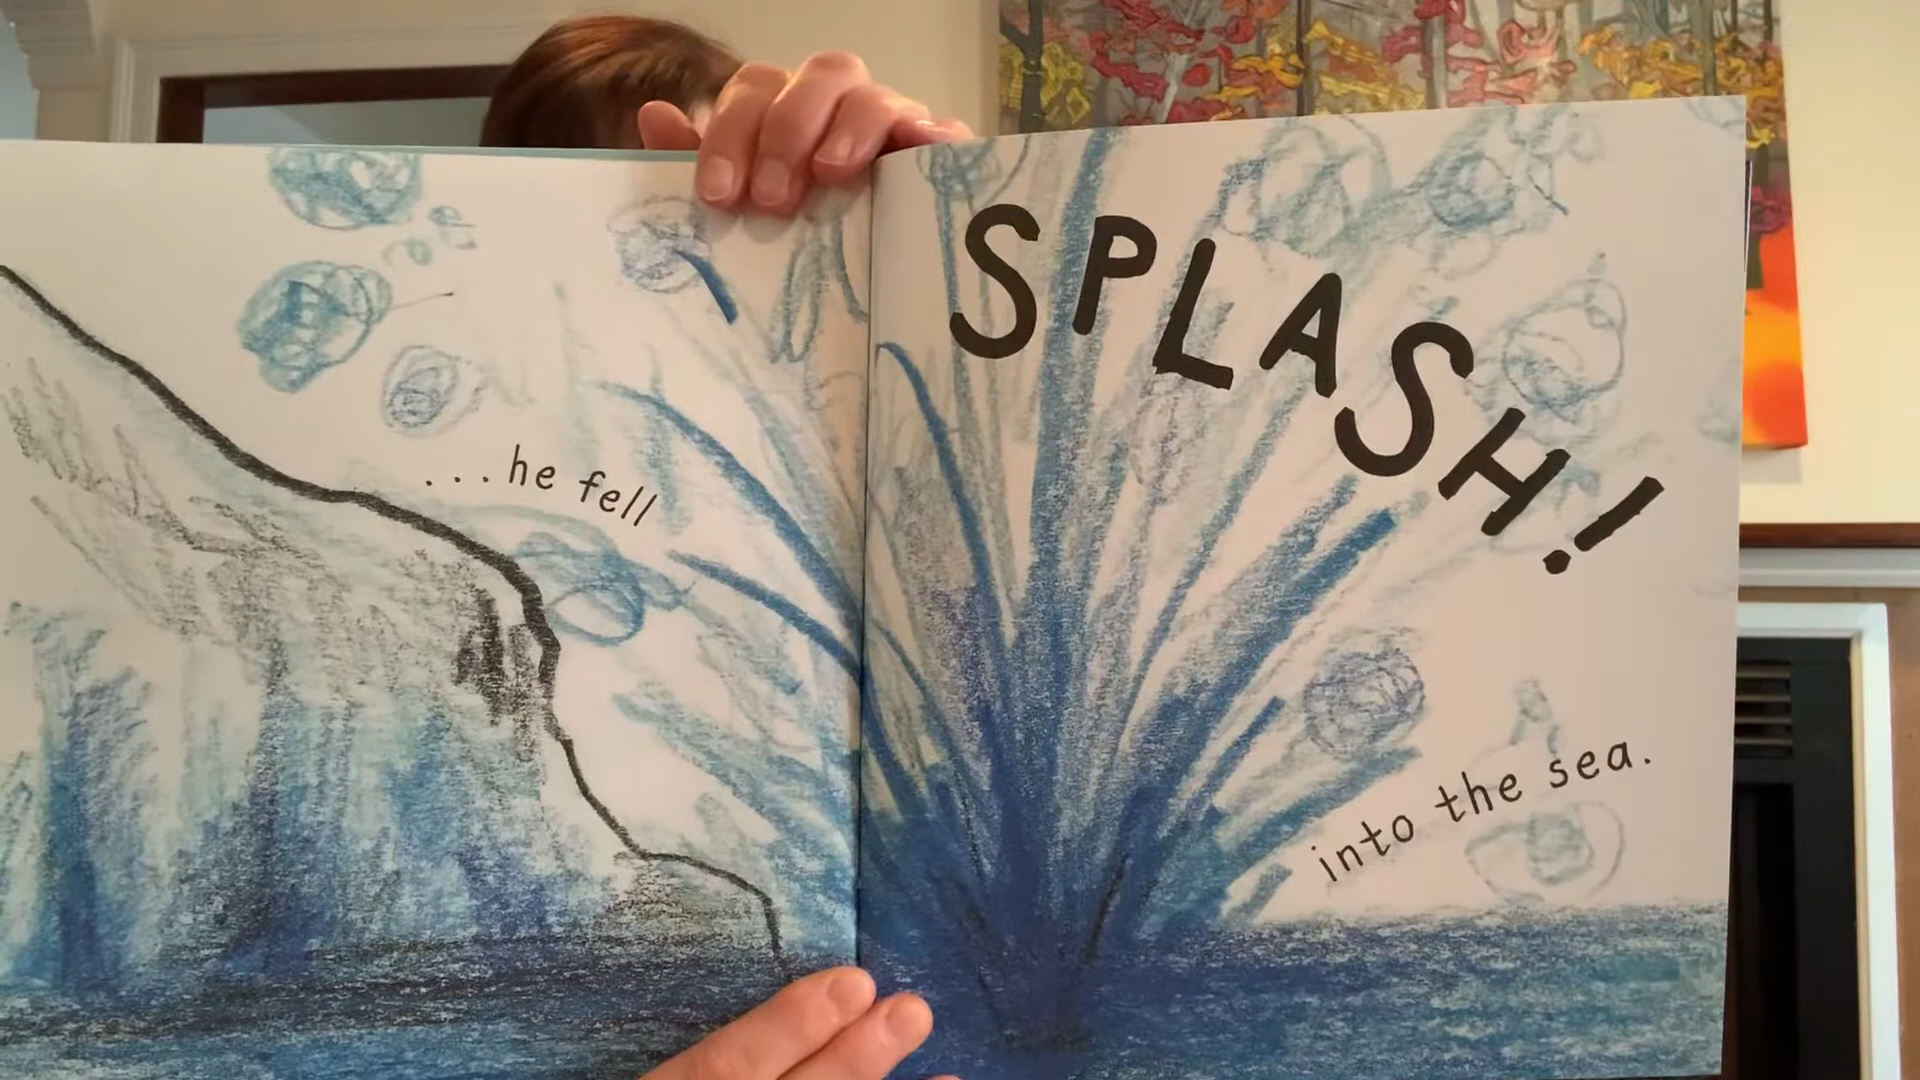 ...he fell
SPLASH!
into the sea.